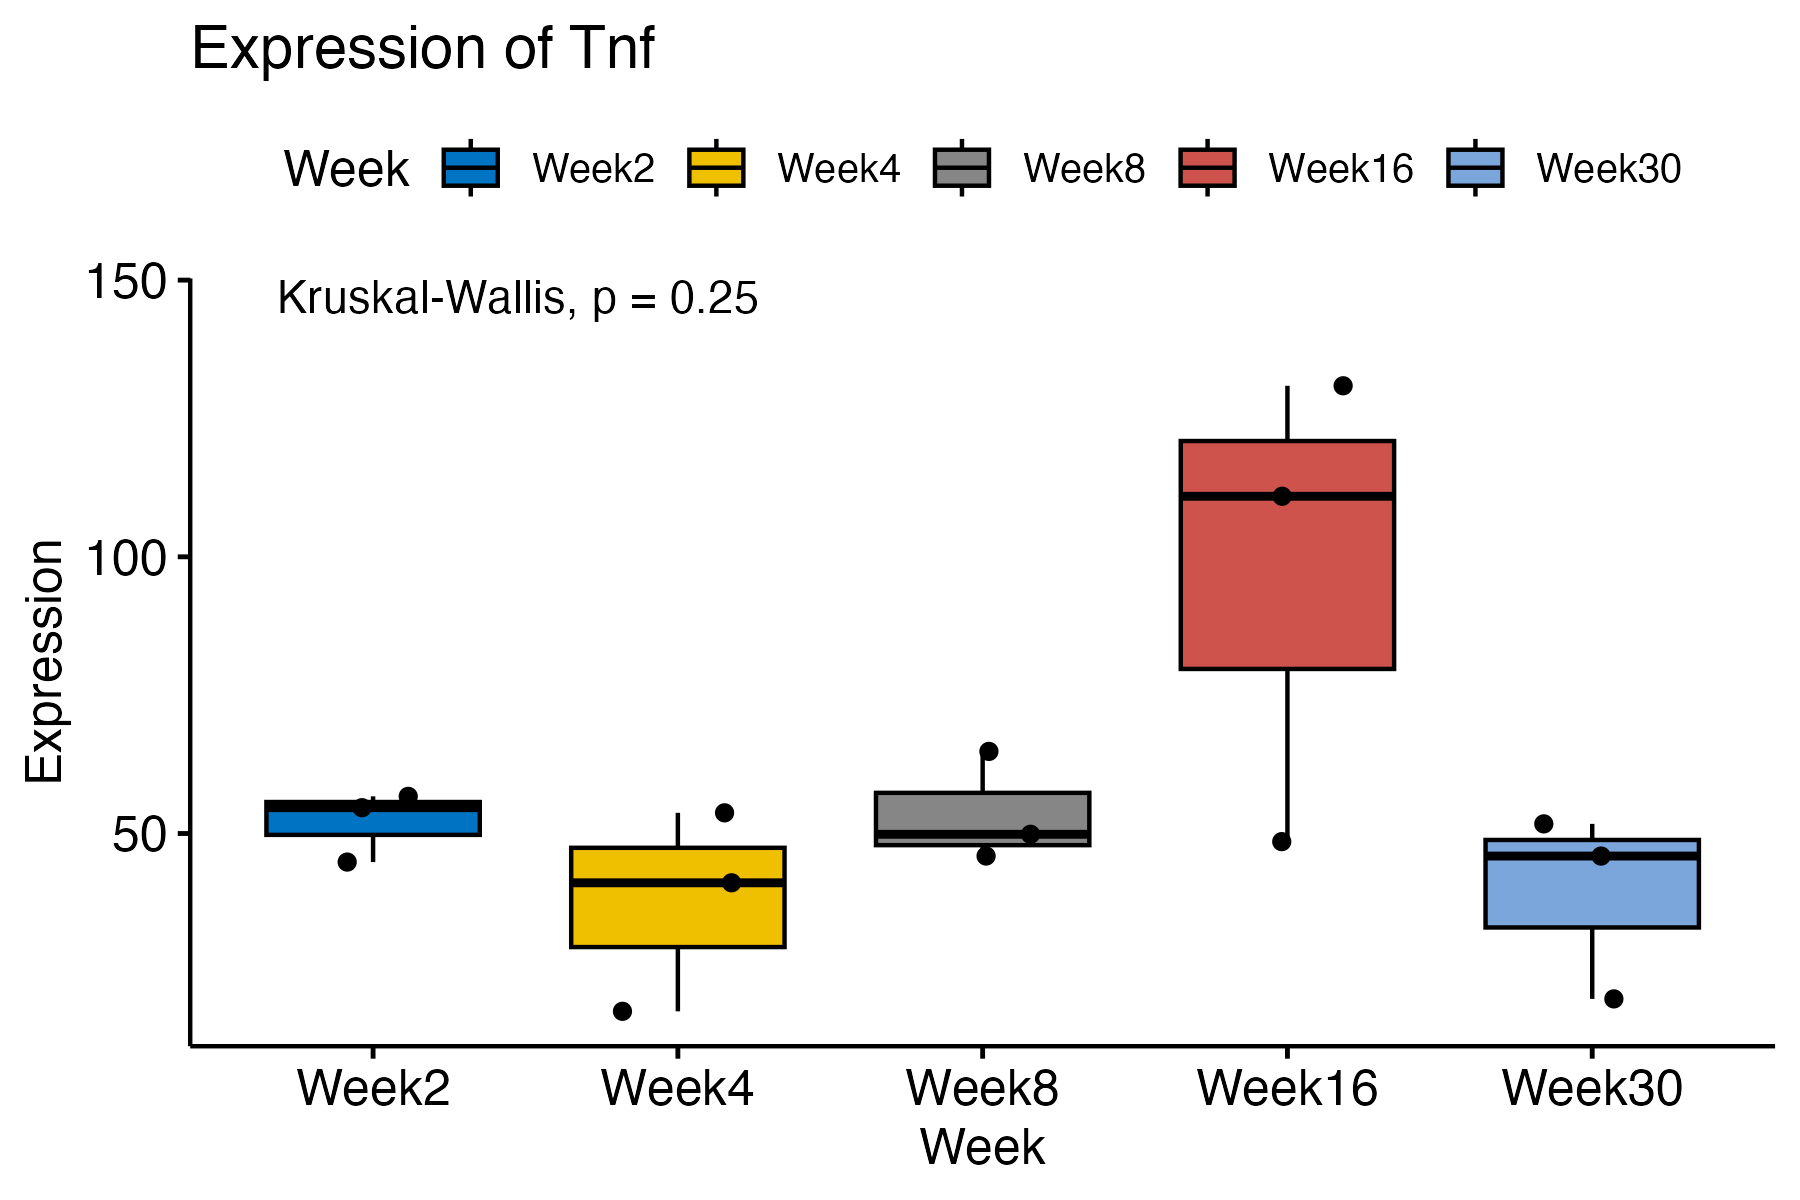 Expression of Tnf
Week Week2 Week4 Week8 Week16 Week30
Kruskal-Wallis, p = 0.25
150
100
50
Expression
Week2 Week4 Week8 Week16 Week30
Week